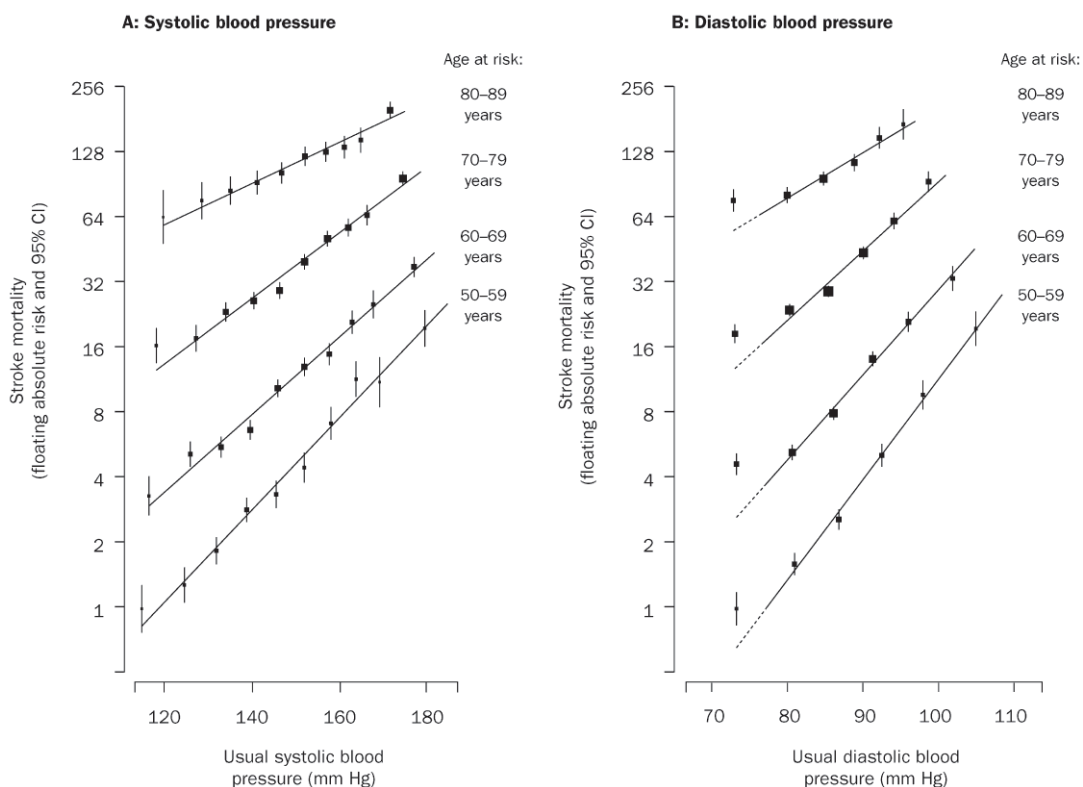 A: Systolic blood pressure
Age at risk:
80–89
years
70–79
years
60–69
years
50–59
years
256
128
64
32
16
8
4
2
1
Stroke mortality
(floating absolute risk and 95% CI)
120
140
160
180
Usual systolic blood
pressure (mm Hg)
B: Diastolic blood pressure
Age at risk:
80–89
years
70–79
years
60–69
years
50–59
years
256
128
64
32
16
8
4
2
1
Stroke mortality
(floating absolute risk and 95% CI)
70
80
90
100
110
Usual diastolic blood
pressure (mm Hg)